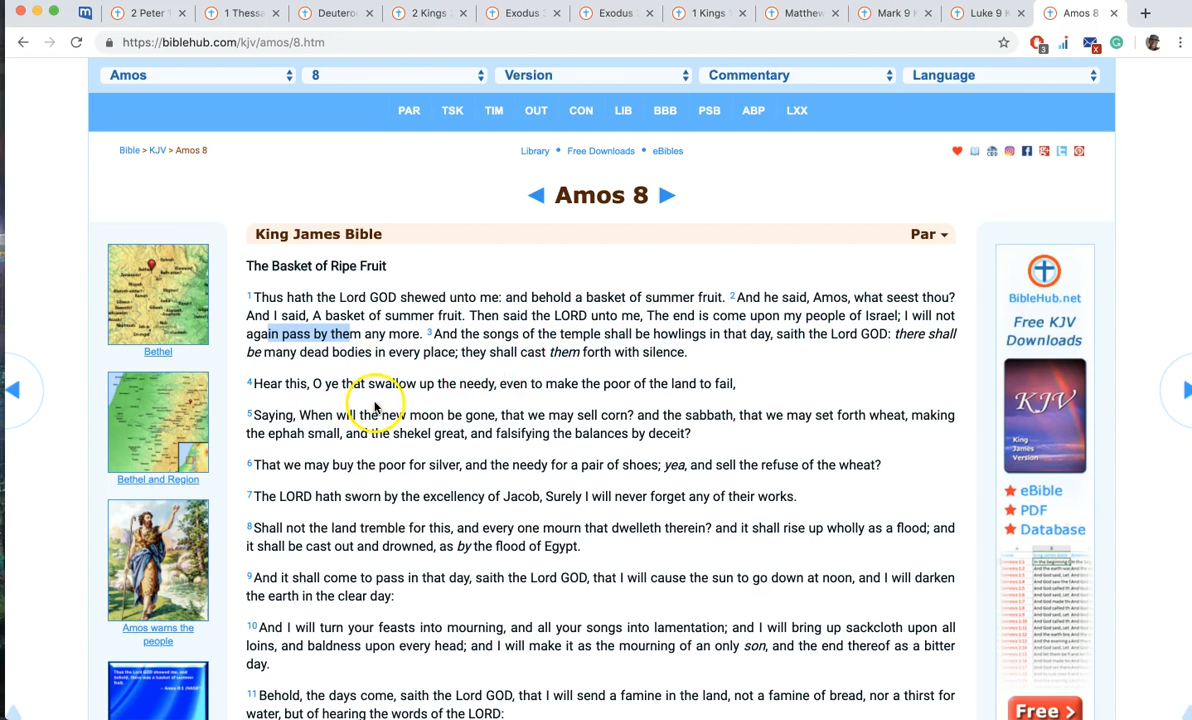 2 Peter 1 1 Thessa Deutero 2 Kings 2 Exodus 3 Exodus 1 Kings 1 Matthew Mark 9 K Luke 9 K Amos 8
https://biblehub.com/kjv/amos/8.htm
3 x
Amos 8 Version Commentary Language
PAR TSK TIM OUT CON LIB BBB PSB ABP LXX
Bible > KJV > Amos 8 Library • Free Downloads • eBibles
◄ Amos 8 ►
King James Bible Par
The Basket of Ripe Fruit
1Thus hath the Lord GOD shewed unto me: and behold a basket of summer fruit. 2And he said, Amos, what seest thou?
And I said, A basket of summer fruit. Then said the LORD unto me, The end is come upon my people of Israel; I will not
again pass by them any more. 3And the songs of the temple shall be howlings in that day, saith the Lord GOD: there shall
be many dead bodies in every place; they shall cast them forth with silence.
4Hear this, O ye that swallow up the needy, even to make the poor of the land to fail,
5Saying, When will the new moon be gone, that we may sell corn? and the sabbath, that we may set forth wheat, making
the ephah small, and the shekel great, and falsifying the balances by deceit?
6That we may buy the poor for silver, and the needy for a pair of shoes; yea, and sell the refuse of the wheat?
7The LORD hath sworn by the excellency of Jacob, Surely I will never forget any of their works.
8Shall not the land tremble for this, and every one mourn that dwelleth therein? and it shall rise up wholly as a flood; and
it shall be cast out and drowned, as by the flood of Egypt.
9And it shall come to pass in that day, saith the Lord GOD, that I will cause the sun to go down at noon, and I will darken
the earth in the clear day:
10And I will turn your feasts into mourning, and all your songs into lamentation; and I will bring up sackcloth upon all
loins, and baldness upon every head; and I will make it as the mourning of an only son, and the end thereof as a bitter
day.
11Behold, the days come, saith the Lord GOD, that I will send a famine in the land, not a famine of bread, nor a thirst for
water, but of hearing the words of the LORD:
Bethel
Bethel and Region
Amos warns the
people
BibleHub.net
Free KJV
Downloads
KJV
King
James
Version
★ eBible
★ PDF
★ Database
Free >